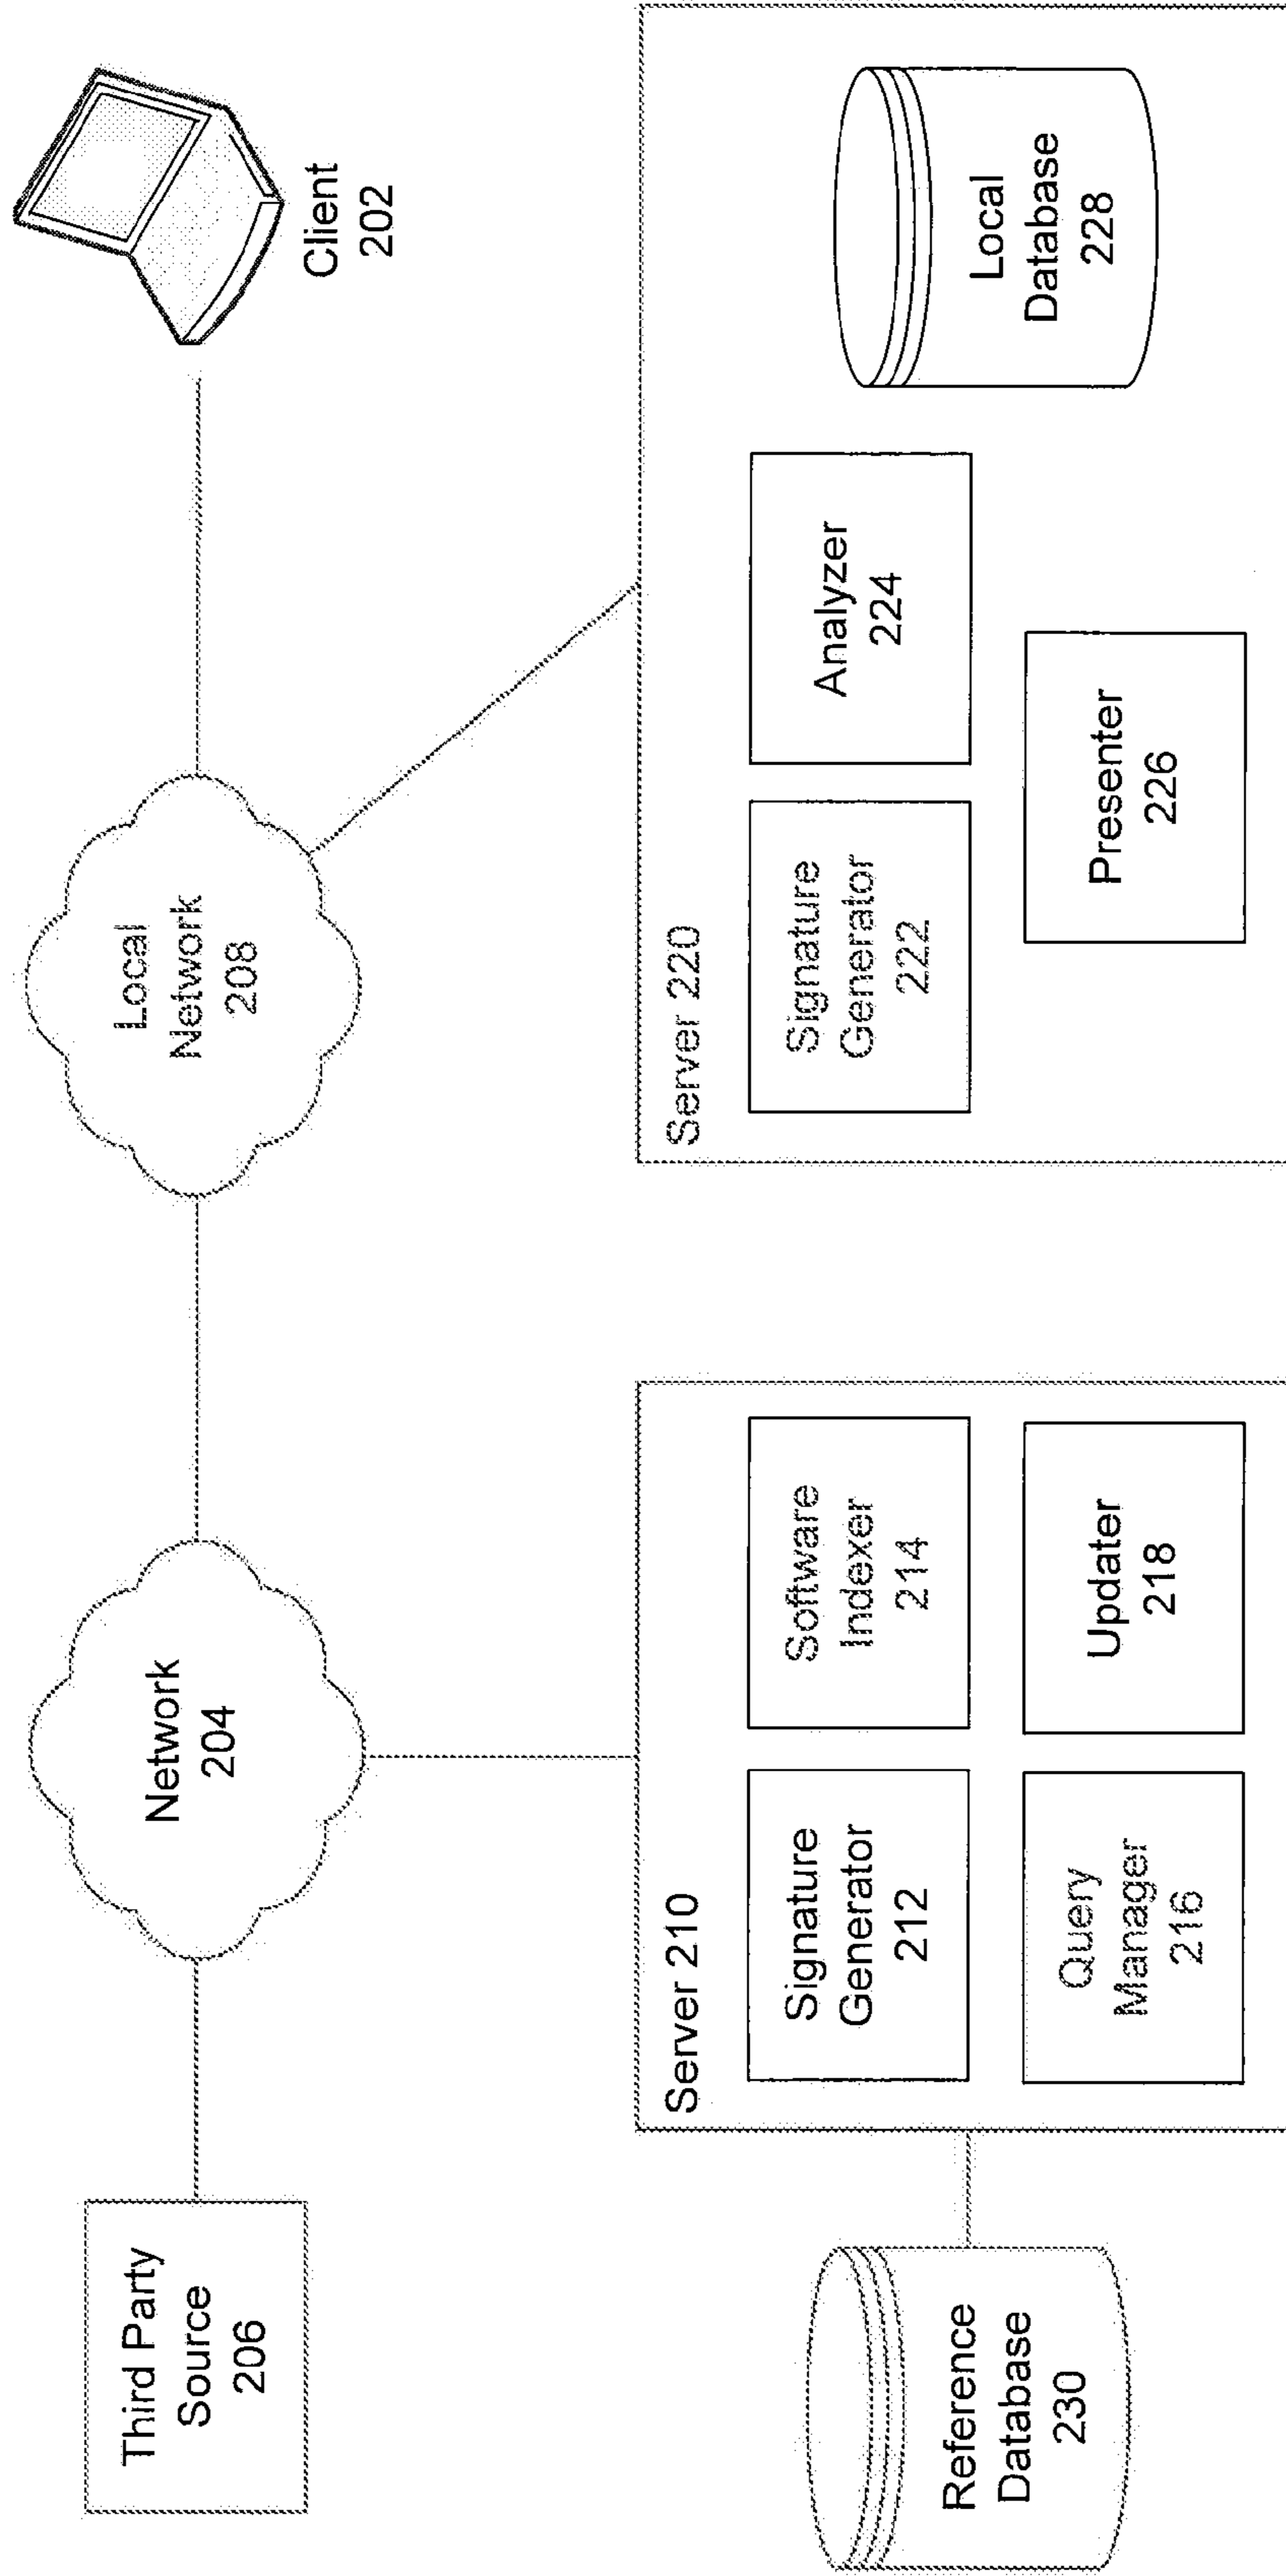 Third Party
Source
206
Network
204
Local
Network
208
Client
202
Reference
Database
230
Server 210
Signature
Generator
212
Software
Indexer
214
Query
Manager
216
Updater
218
Server 220
Signature
Generator
222
Analyzer
224
Presenter
226
Local
Database
228